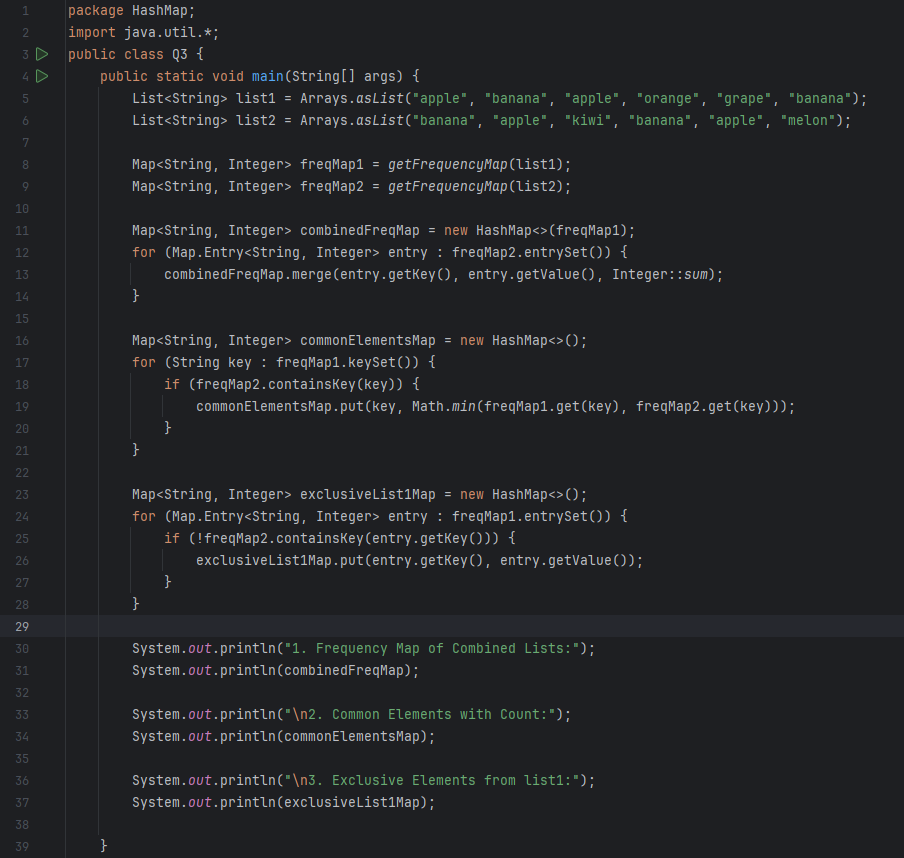 1 package HashMap;
2 import java.util.*;
3 public class Q3 {
4     public static void main(String[] args) {
5         List<String> list1 = Arrays.asList("apple", "banana", "apple", "orange", "grape", "banana");
6         List<String> list2 = Arrays.asList("banana", "apple", "kiwi", "banana", "apple", "melon");
7
8         Map<String, Integer> freqMap1 = getFrequencyMap(list1);
9         Map<String, Integer> freqMap2 = getFrequencyMap(list2);
10
11         Map<String, Integer> combinedFreqMap = new HashMap<>(freqMap1);
12         for (Map.Entry<String, Integer> entry : freqMap2.entrySet()) {
13             combinedFreqMap.merge(entry.getKey(), entry.getValue(), Integer::sum);
14         }
15
16         Map<String, Integer> commonElementsMap = new HashMap<>();
17         for (String key : freqMap1.keySet()) {
18             if (freqMap2.containsKey(key)) {
19                 commonElementsMap.put(key, Math.min(freqMap1.get(key), freqMap2.get(key)));
20             }
21         }
22
23         Map<String, Integer> exclusiveList1Map = new HashMap<>();
24         for (Map.Entry<String, Integer> entry : freqMap1.entrySet()) {
25             if (!freqMap2.containsKey(entry.getKey())) {
26                 exclusiveList1Map.put(entry.getKey(), entry.getValue());
27             }
28         }
29
30         System.out.println("1. Frequency Map of Combined Lists:");
31         System.out.println(combinedFreqMap);
32
33         System.out.println("\n2. Common Elements with Count:");
34         System.out.println(commonElementsMap);
35
36         System.out.println("\n3. Exclusive Elements from list1:");
37         System.out.println(exclusiveList1Map);
38
39     }